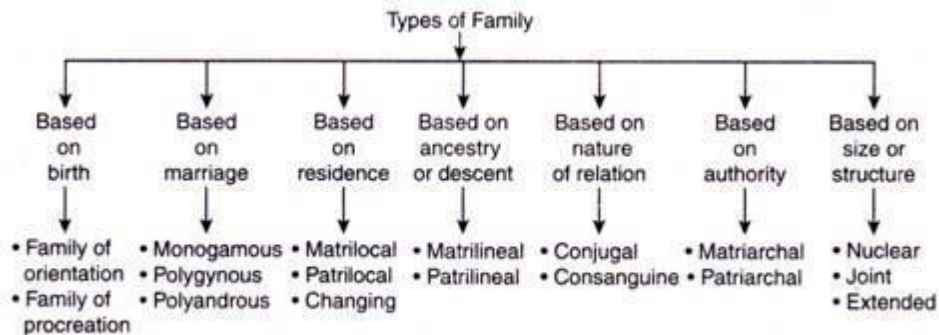 Types of Family
Based
on
birth
Based
on
marriage
Based
on
residence
Based on
ancestry
or descent
Based on
nature
of relation
Based
on
authority
Based on
size or
structure
• Family of
orientation
• Family of
procreation
• Monogamous
• Polygynous
• Polyandrous
• Matrilocal
• Patrilocal
• Changing
• Matrilineal
• Patrilineal
• Conjugal
• Consanguine
• Matriarchal
• Patriarchal
• Nuclear
• Joint
• Extended